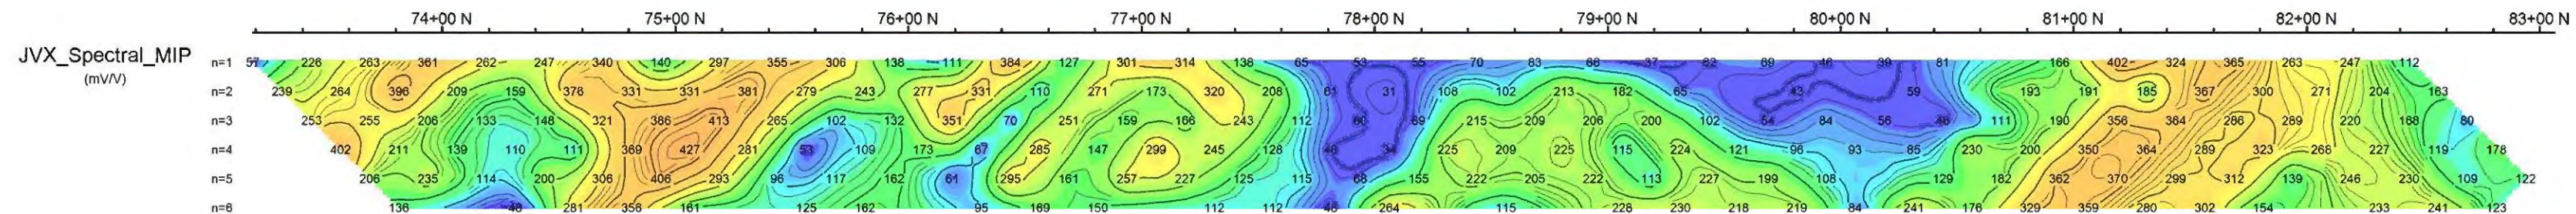 74+00 N 75+00 N 76+00 N 77+00 N 78+00 N 79+00 N 80+00 N 81+00 N 82+00 N 83+00 N
JVX_Spectral_MIP
(mV/V)
n=1 57 226 263 361 262 247 340 140 297 355 306 138 111 384 127 301 314 138 65 53 55 70 83 66 37 62 69 46 39 81 166 402 324 365 263 247 112
n=2 239 264 396 209 159 376 331 331 381 279 243 277 331 110 271 173 320 208 61 31 108 102 213 182 65 43 59 193 191 185 367 300 271 204 163
n=3 253 255 206 133 148 321 386 413 265 102 132 351 70 251 159 186 243 112 60 69 215 209 206 200 102 54 84 56 46 111 190 356 364 286 289 220 168 80
n=4 402 211 139 110 111 369 427 281 53 109 173 67 265 147 299 245 128 46 34 225 209 225 115 224 121 96 93 85 230 200 350 364 289 323 268 227 119 178
n=5 206 235 114 200 306 406 293 96 117 162 61 295 161 257 227 125 115 68 155 222 205 222 113 227 199 108 129 182 362 370 299 312 139 246 230 109 122
n=6 136 46 281 356 161 125 162 95 169 150 112 112 46 264 115 226 230 218 219 84 241 176 329 359 280 302 154 233 241 123